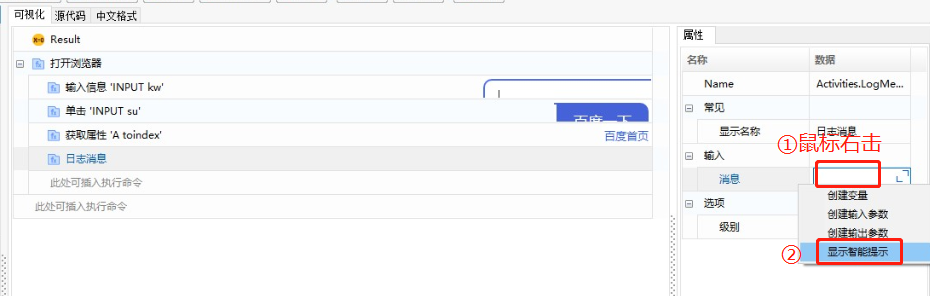 可视化 源代码 中文格式
Result
打开浏览器
输入信息 'INPUT kw'
单击 'INPUT su'
百度一下
获取属性 'A toindex'
百度首页
日志消息
此处可插入执行命令
此处可插入执行命令
属性
名称 数据
Name Activities.LogMe...
常见
显示名称 日志消息
①鼠标右击
输入
消息
选项
级别
创建变量
创建输入参数
创建输出参数
② 显示智能提示